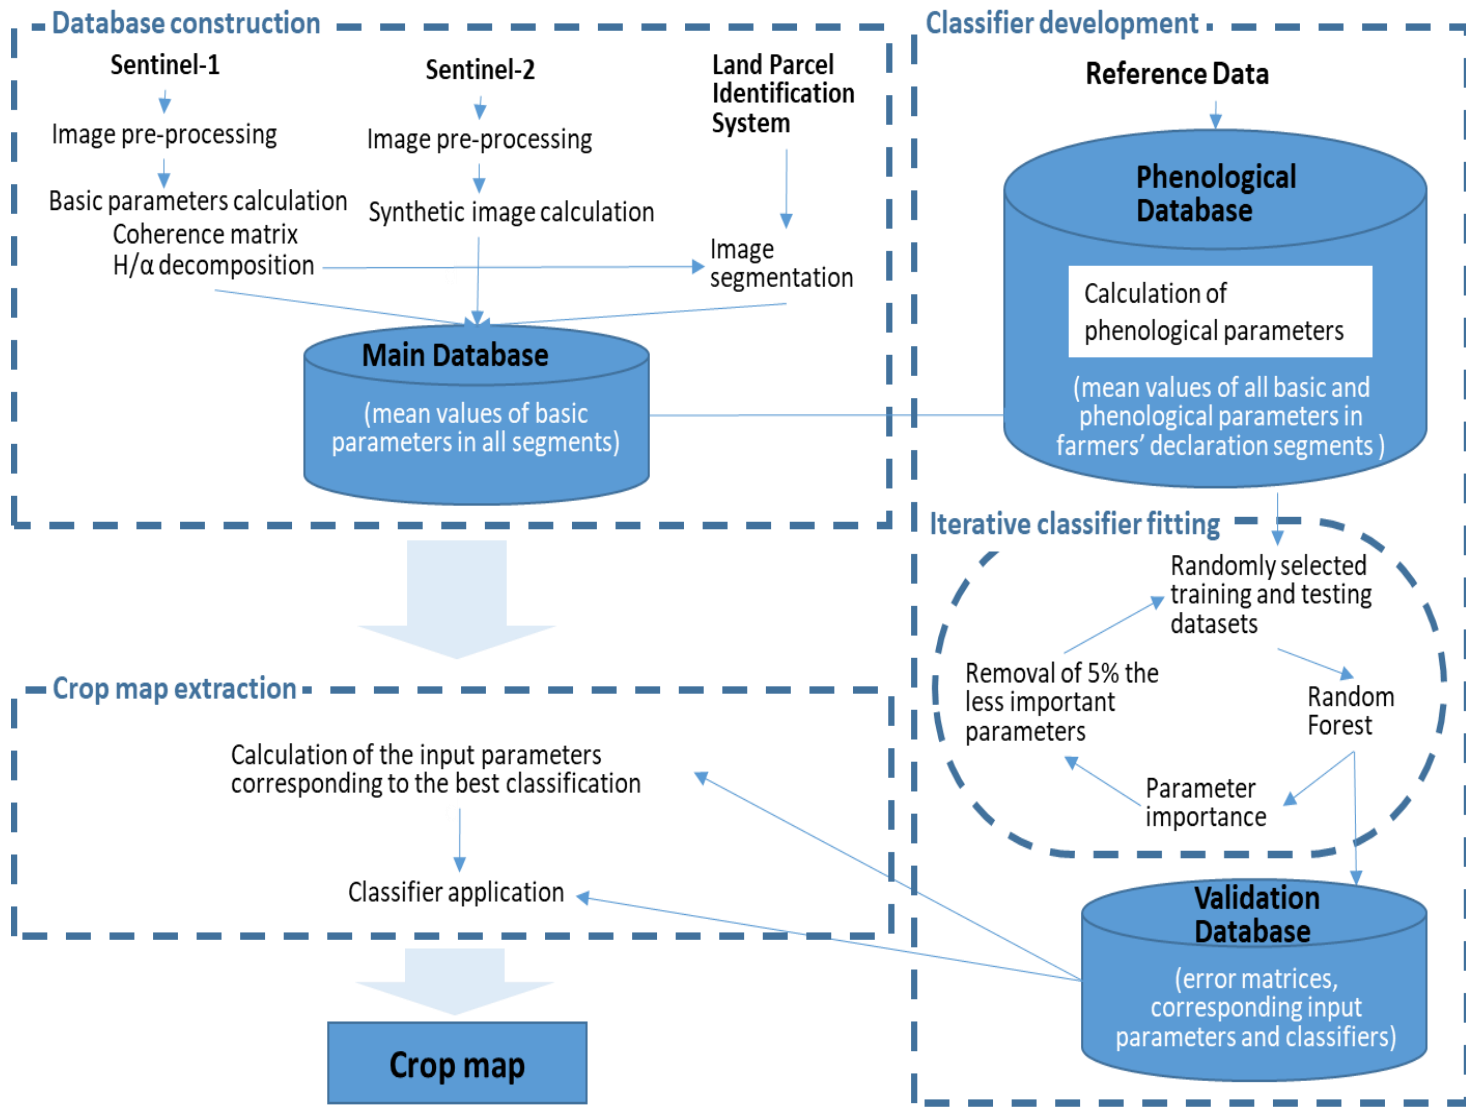 Database construction
Sentinel-1
Image pre-processing
Basic parameters calculation
Coherence matrix
H/α decomposition
Sentinel-2
Image pre-processing
Synthetic image calculation
Land Parcel
Identification
System
Image
segmentation
Main Database
(mean values of basic
parameters in all segments)
Classifier development
Reference Data
Phenological
Database
Calculation of
phenological parameters
(mean values of all basic and
phenological parameters in
farmers’ declaration segments )
Iterative classifier fitting
Randomly selected
training and testing
datasets
Random
Forest
Parameter
importance
Removal of 5% the
less important
parameters
Validation
Database
(error matrices,
corresponding input
parameters and classifiers)
Crop map extraction
Calculation of the input parameters
corresponding to the best classification
Classifier application
Crop map